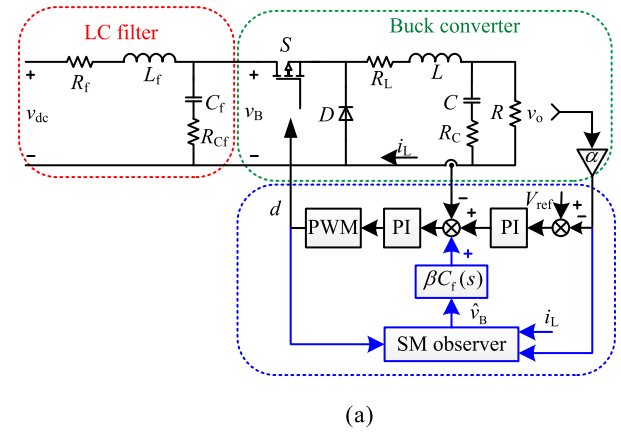 LC filter
Buck converter
S
R_f
L_f
R_L
L
C_f
C
v_dc
v_B
D
R
v_o
R_Cf
R_C
i_L
α
d
V_ref
PWM
PI
PI
βC_f(s)
v̂_B
i_L
SM observer
(a)